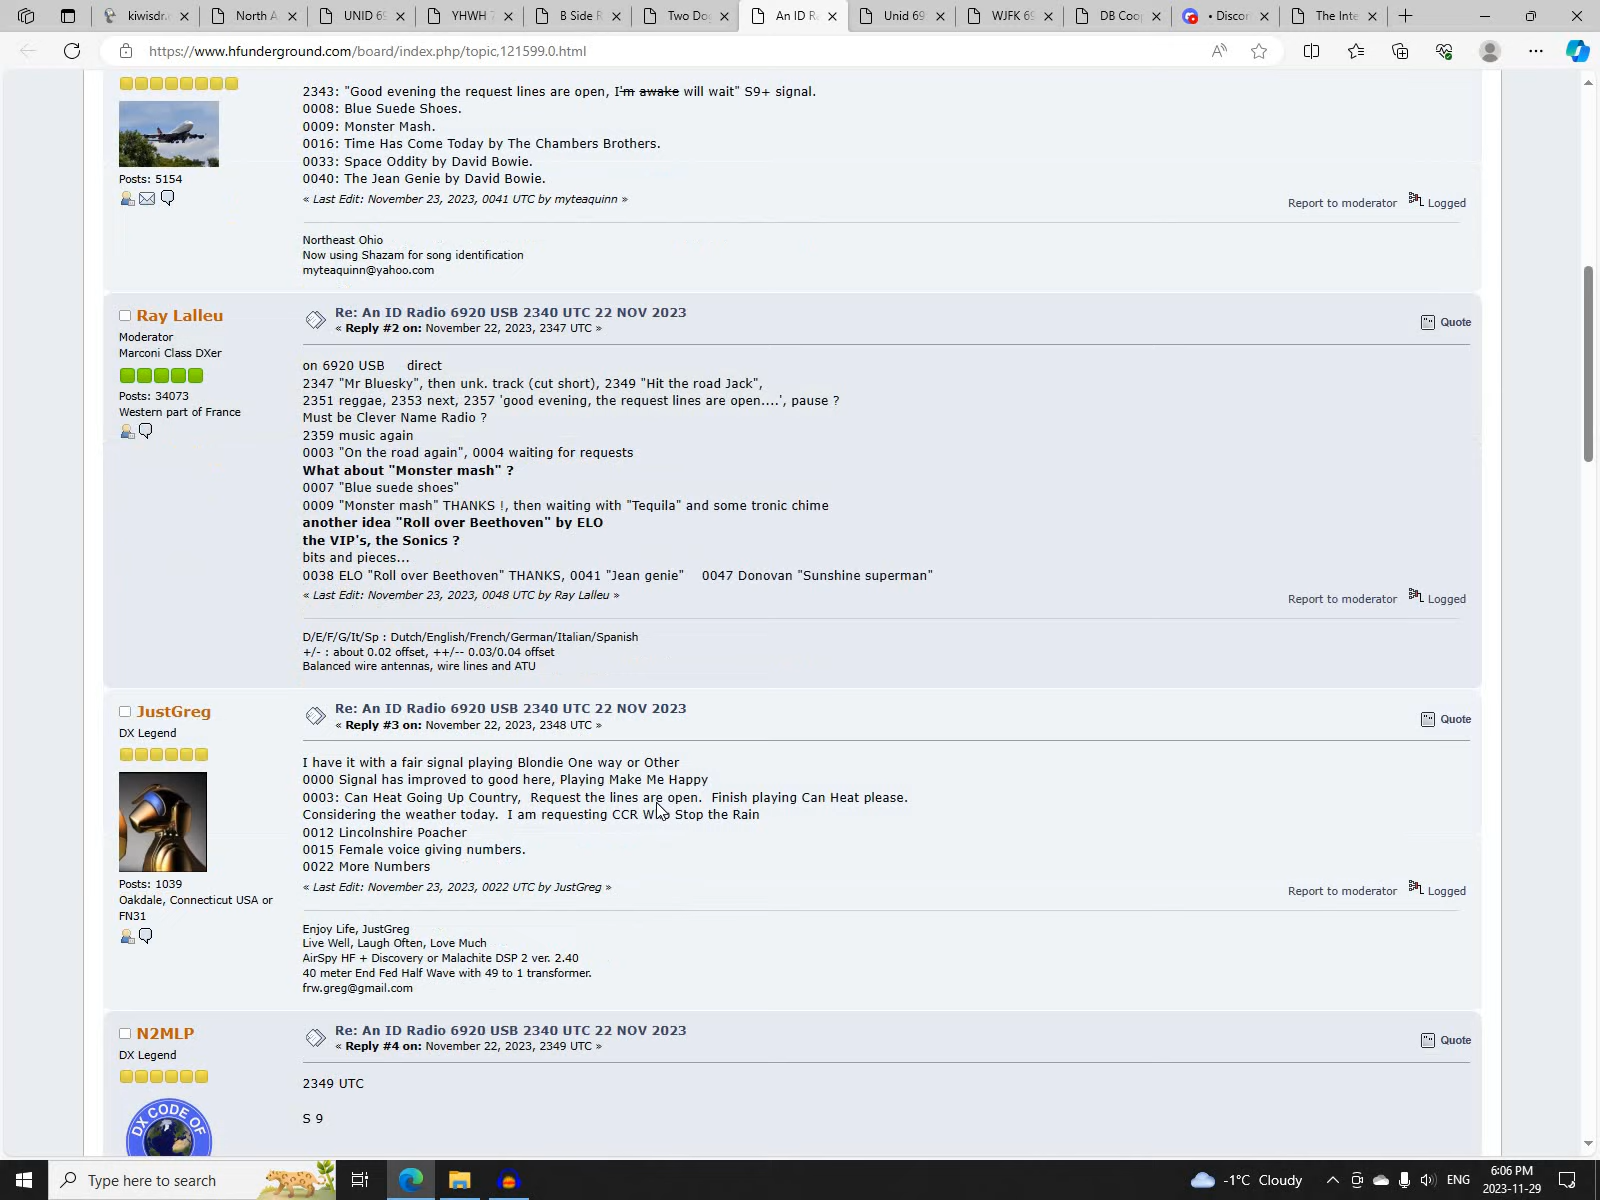 kiwisdr.
North A
UNID 69
YHWH 7
B Side R
Two Do
An ID R
Unid 69
WJFK 69
DB Coo
• Discor
The Inte
https://www.hfunderground.com/board/index.php/topic,121599.0.html
2343: "Good evening the request lines are open, I'm awake will wait" S9+ signal.
0008: Blue Suede Shoes.
0009: Monster Mash.
0016: Time Has Come Today by The Chambers Brothers.
0033: Space Oddity by David Bowie.
0040: The Jean Genie by David Bowie.
Posts: 5154
« Last Edit: November 23, 2023, 0041 UTC by myteaquinn »
Report to moderator Logged
Northeast Ohio
Now using Shazam for song identification
myteaquinn@yahoo.com
Ray Lalleu
Moderator
Marconi Class DXer
Posts: 34073
Western part of France
Re: An ID Radio 6920 USB 2340 UTC 22 NOV 2023
« Reply #2 on: November 22, 2023, 2347 UTC »
Quote
on 6920 USB direct
2347 "Mr Bluesky", then unk. track (cut short), 2349 "Hit the road Jack",
2351 reggae, 2353 next, 2357 'good evening, the request lines are open....', pause ?
Must be Clever Name Radio ?
2359 music again
0003 "On the road again", 0004 waiting for requests
What about "Monster mash" ?
0007 "Blue suede shoes"
0009 "Monster mash" THANKS !, then waiting with "Tequila" and some tronic chime
another idea "Roll over Beethoven" by ELO
the VIP's, the Sonics ?
bits and pieces...
0038 ELO "Roll over Beethoven" THANKS, 0041 "Jean genie" 0047 Donovan "Sunshine superman"
« Last Edit: November 23, 2023, 0048 UTC by Ray Lalleu »
Report to moderator Logged
D/E/F/G/It/Sp : Dutch/English/French/German/Italian/Spanish
+/- : about 0.02 offset, ++/-- 0.03/0.04 offset
Balanced wire antennas, wire lines and ATU
JustGreg
DX Legend
Posts: 1039
Oakdale, Connecticut USA or
FN31
Re: An ID Radio 6920 USB 2340 UTC 22 NOV 2023
« Reply #3 on: November 22, 2023, 2348 UTC »
Quote
I have it with a fair signal playing Blondie One way or Other
0000 Signal has improved to good here, Playing Make Me Happy
0003: Can Heat Going Up Country, Request the lines are open. Finish playing Can Heat please.
Considering the weather today. I am requesting CCR Stop the Rain
0012 Lincolnshire Poacher
0015 Female voice giving numbers.
0022 More Numbers
« Last Edit: November 23, 2023, 0022 UTC by JustGreg »
Report to moderator Logged
Enjoy Life, JustGreg
Live Well, Laugh Often, Love Much
AirSpy HF + Discovery or Malachite DSP 2 ver. 2.40
40 meter End Fed Half Wave with 49 to 1 transformer.
frw.greg@gmail.com
N2MLP
DX Legend
DX CODE OF
Re: An ID Radio 6920 USB 2340 UTC 22 NOV 2023
« Reply #4 on: November 22, 2023, 2349 UTC »
Quote
2349 UTC
S 9
Type here to search
-1°C Cloudy
ENG
6:06 PM
2023-11-29